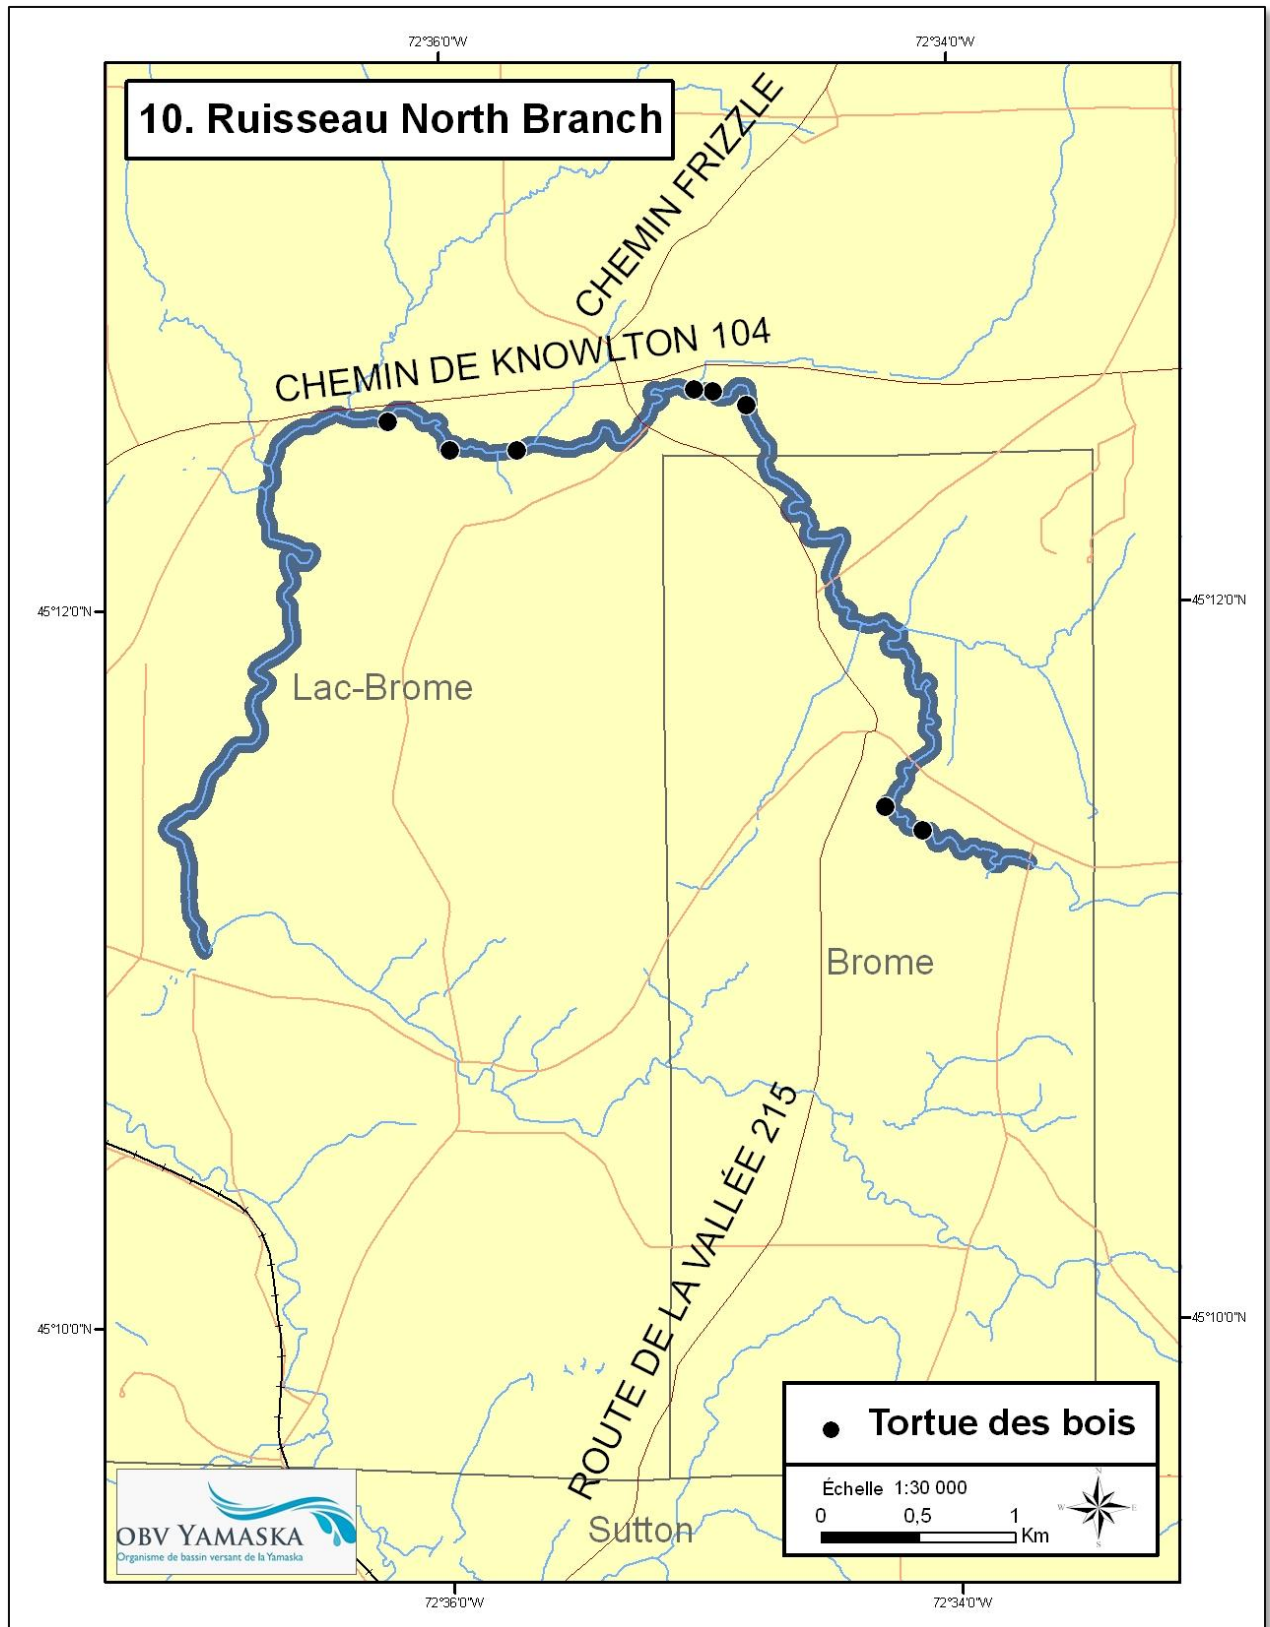 72°36'0"W
72°34'0"W
10. Ruisseau North Branch
CHEMIN FRIZZLE
CHEMIN DE KNOWLTON 104
45°12'0"N
45°12'0"N
Lac-Brome
Brome
ROUTE DE LA VALLÉE 215
45°10'0"N
45°10'0"N
Tortue des bois
Échelle 1:30 000
0 0,5 1
Km
N
W
E
S
OBV YAMASKA
Organisme de bassin versant de la Yamaska
Sutton
72°36'0"W
72°34'0"W